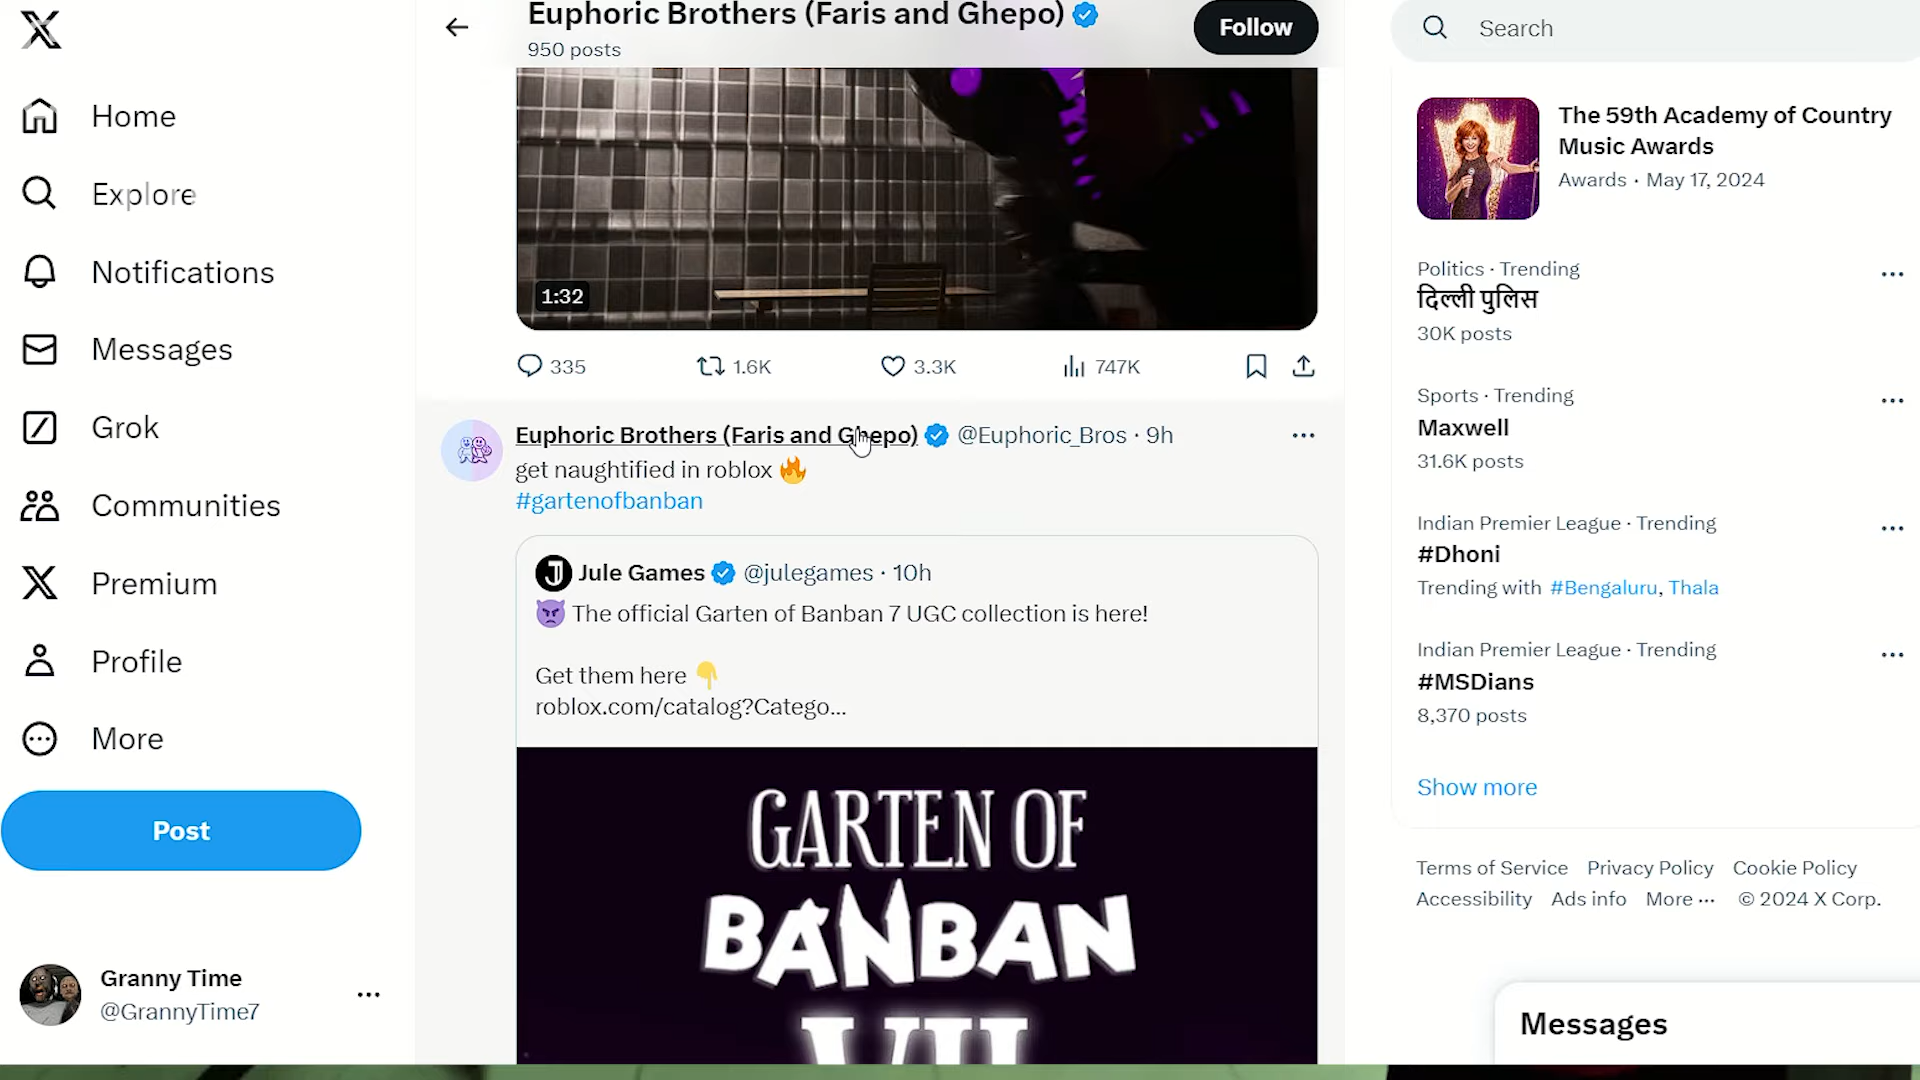 Home
Explore
Notifications
Messages
Grok
Communities
Premium
Profile
More
Post
Granny Time
@GrannyTime7
Euphoric Brothers (Faris and Ghepo)
950 posts
Follow
1:32
335 1.6K 3.3K 747K
Euphoric Brothers (Faris and Ghepo) @Euphoric_Bros · 9h
get naughtified in roblox 🔥
#gartenofbanban
Jule Games @julegames · 10h
👿 The official Garten of Banban 7 UGC collection is here!
Get them here 👇
roblox.com/catalog?Catego...
GARTEN OF
BANBAN
VII
Search
The 59th Academy of Country
Music Awards
Awards · May 17, 2024
Politics · Trending
दिल्ली पुलिस
30K posts
Sports · Trending
Maxwell
31.6K posts
Indian Premier League · Trending
#Dhoni
Trending with #Bengaluru, Thala
Indian Premier League · Trending
#MSDians
8,370 posts
Show more
Terms of Service Privacy Policy Cookie Policy
Accessibility Ads info More ··· © 2024 X Corp.
Messages